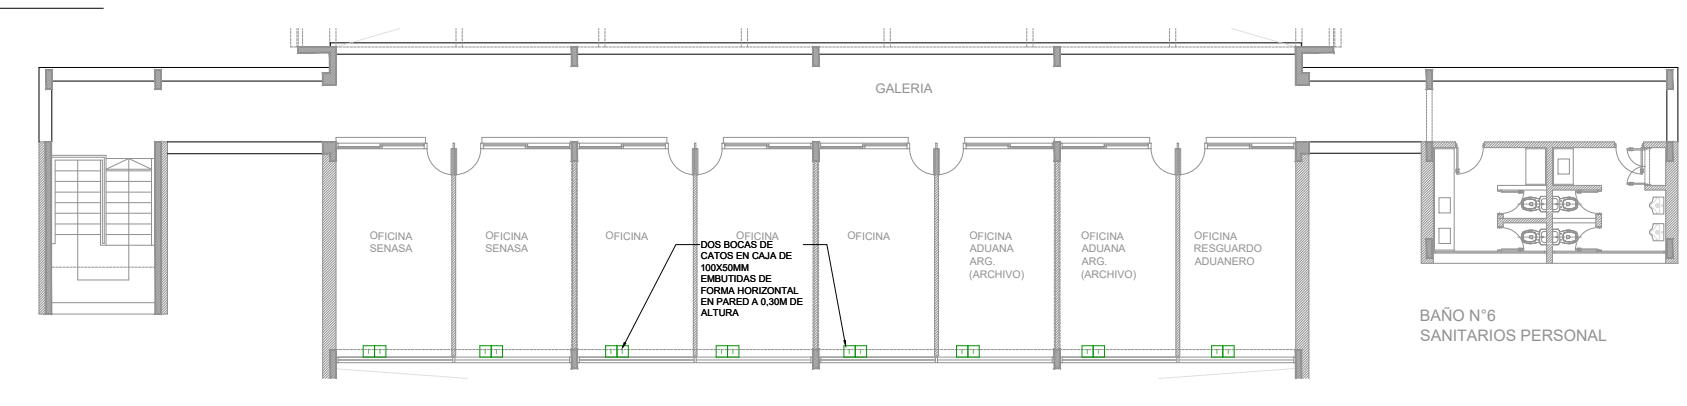 GALERIA
OFICINA
SENASA
OFICINA
SENASA
OFICINA
OFICINA
DOS BOCAS DE
CATOS EN CAJA DE
100X50MM
EMBUTIDAS DE
FORMA HORIZONTAL
EN PARED A 0,30M DE
ALTURA
OFICINA
OFICINA
ADUANA
ARG.
(ARCHIVO)
OFICINA
ADUANA
ARG.
(ARCHIVO)
OFICINA
RESGUARDO
ADUANERO
BAÑO N°6
SANITARIOS PERSONAL